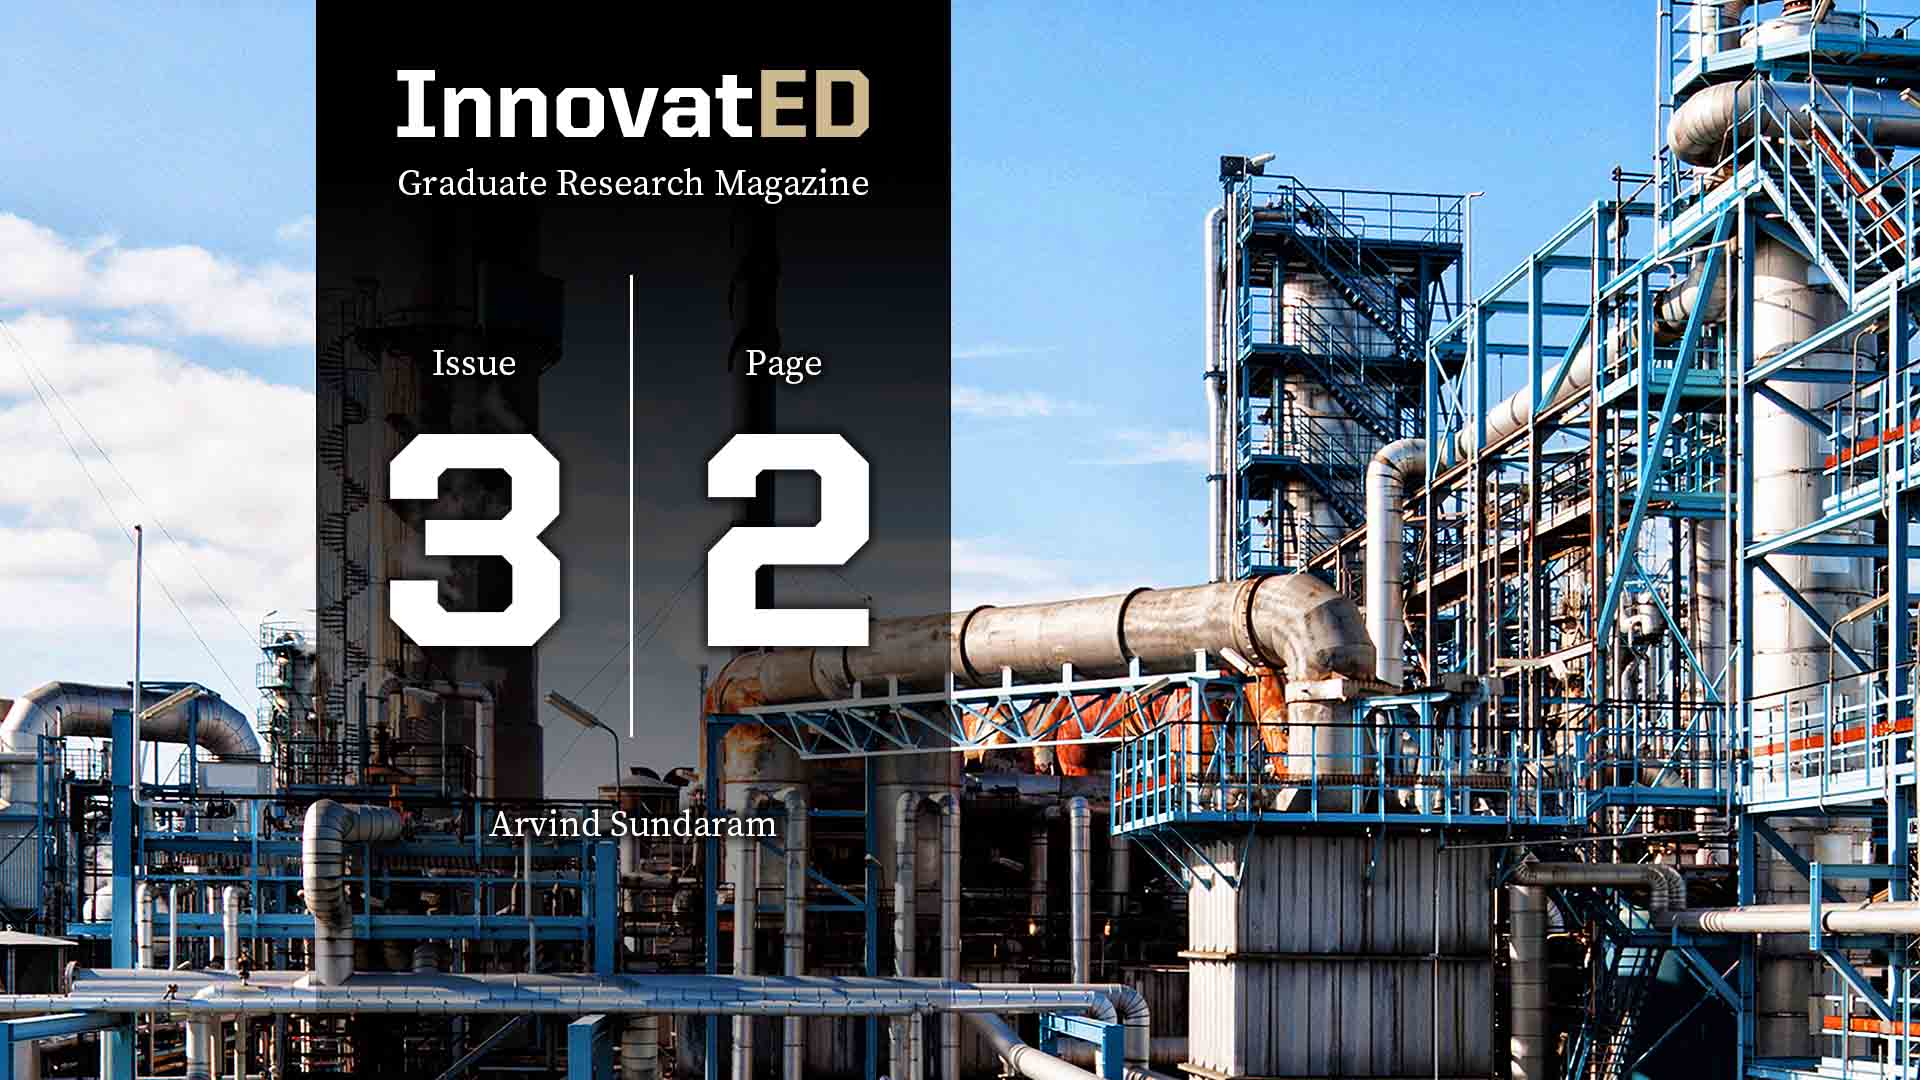 InnovatED
Graduate Research Magazine
Issue
Page
3
2
Arvind Sundaram